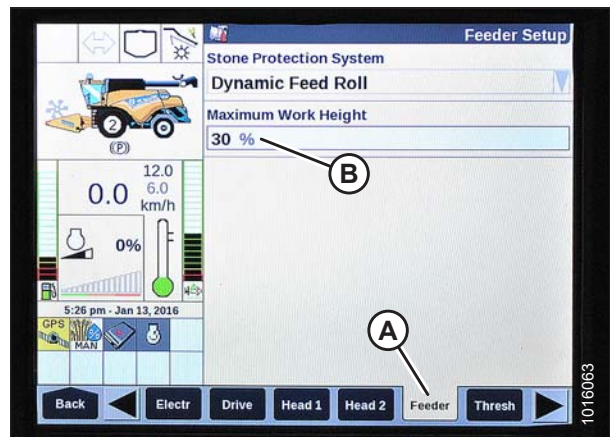 Feeder Setup
Stone Protection System
Dynamic Feed Roll
Maximum Work Height
30 %
B
2
(P)
12.0
0.0 6.0
km/h
0%
F
E
5:26 pm - Jan 13, 2016
GPS
MAN
A
Back Electr Drive Head 1 Head 2 Feeder Thresh
1016063